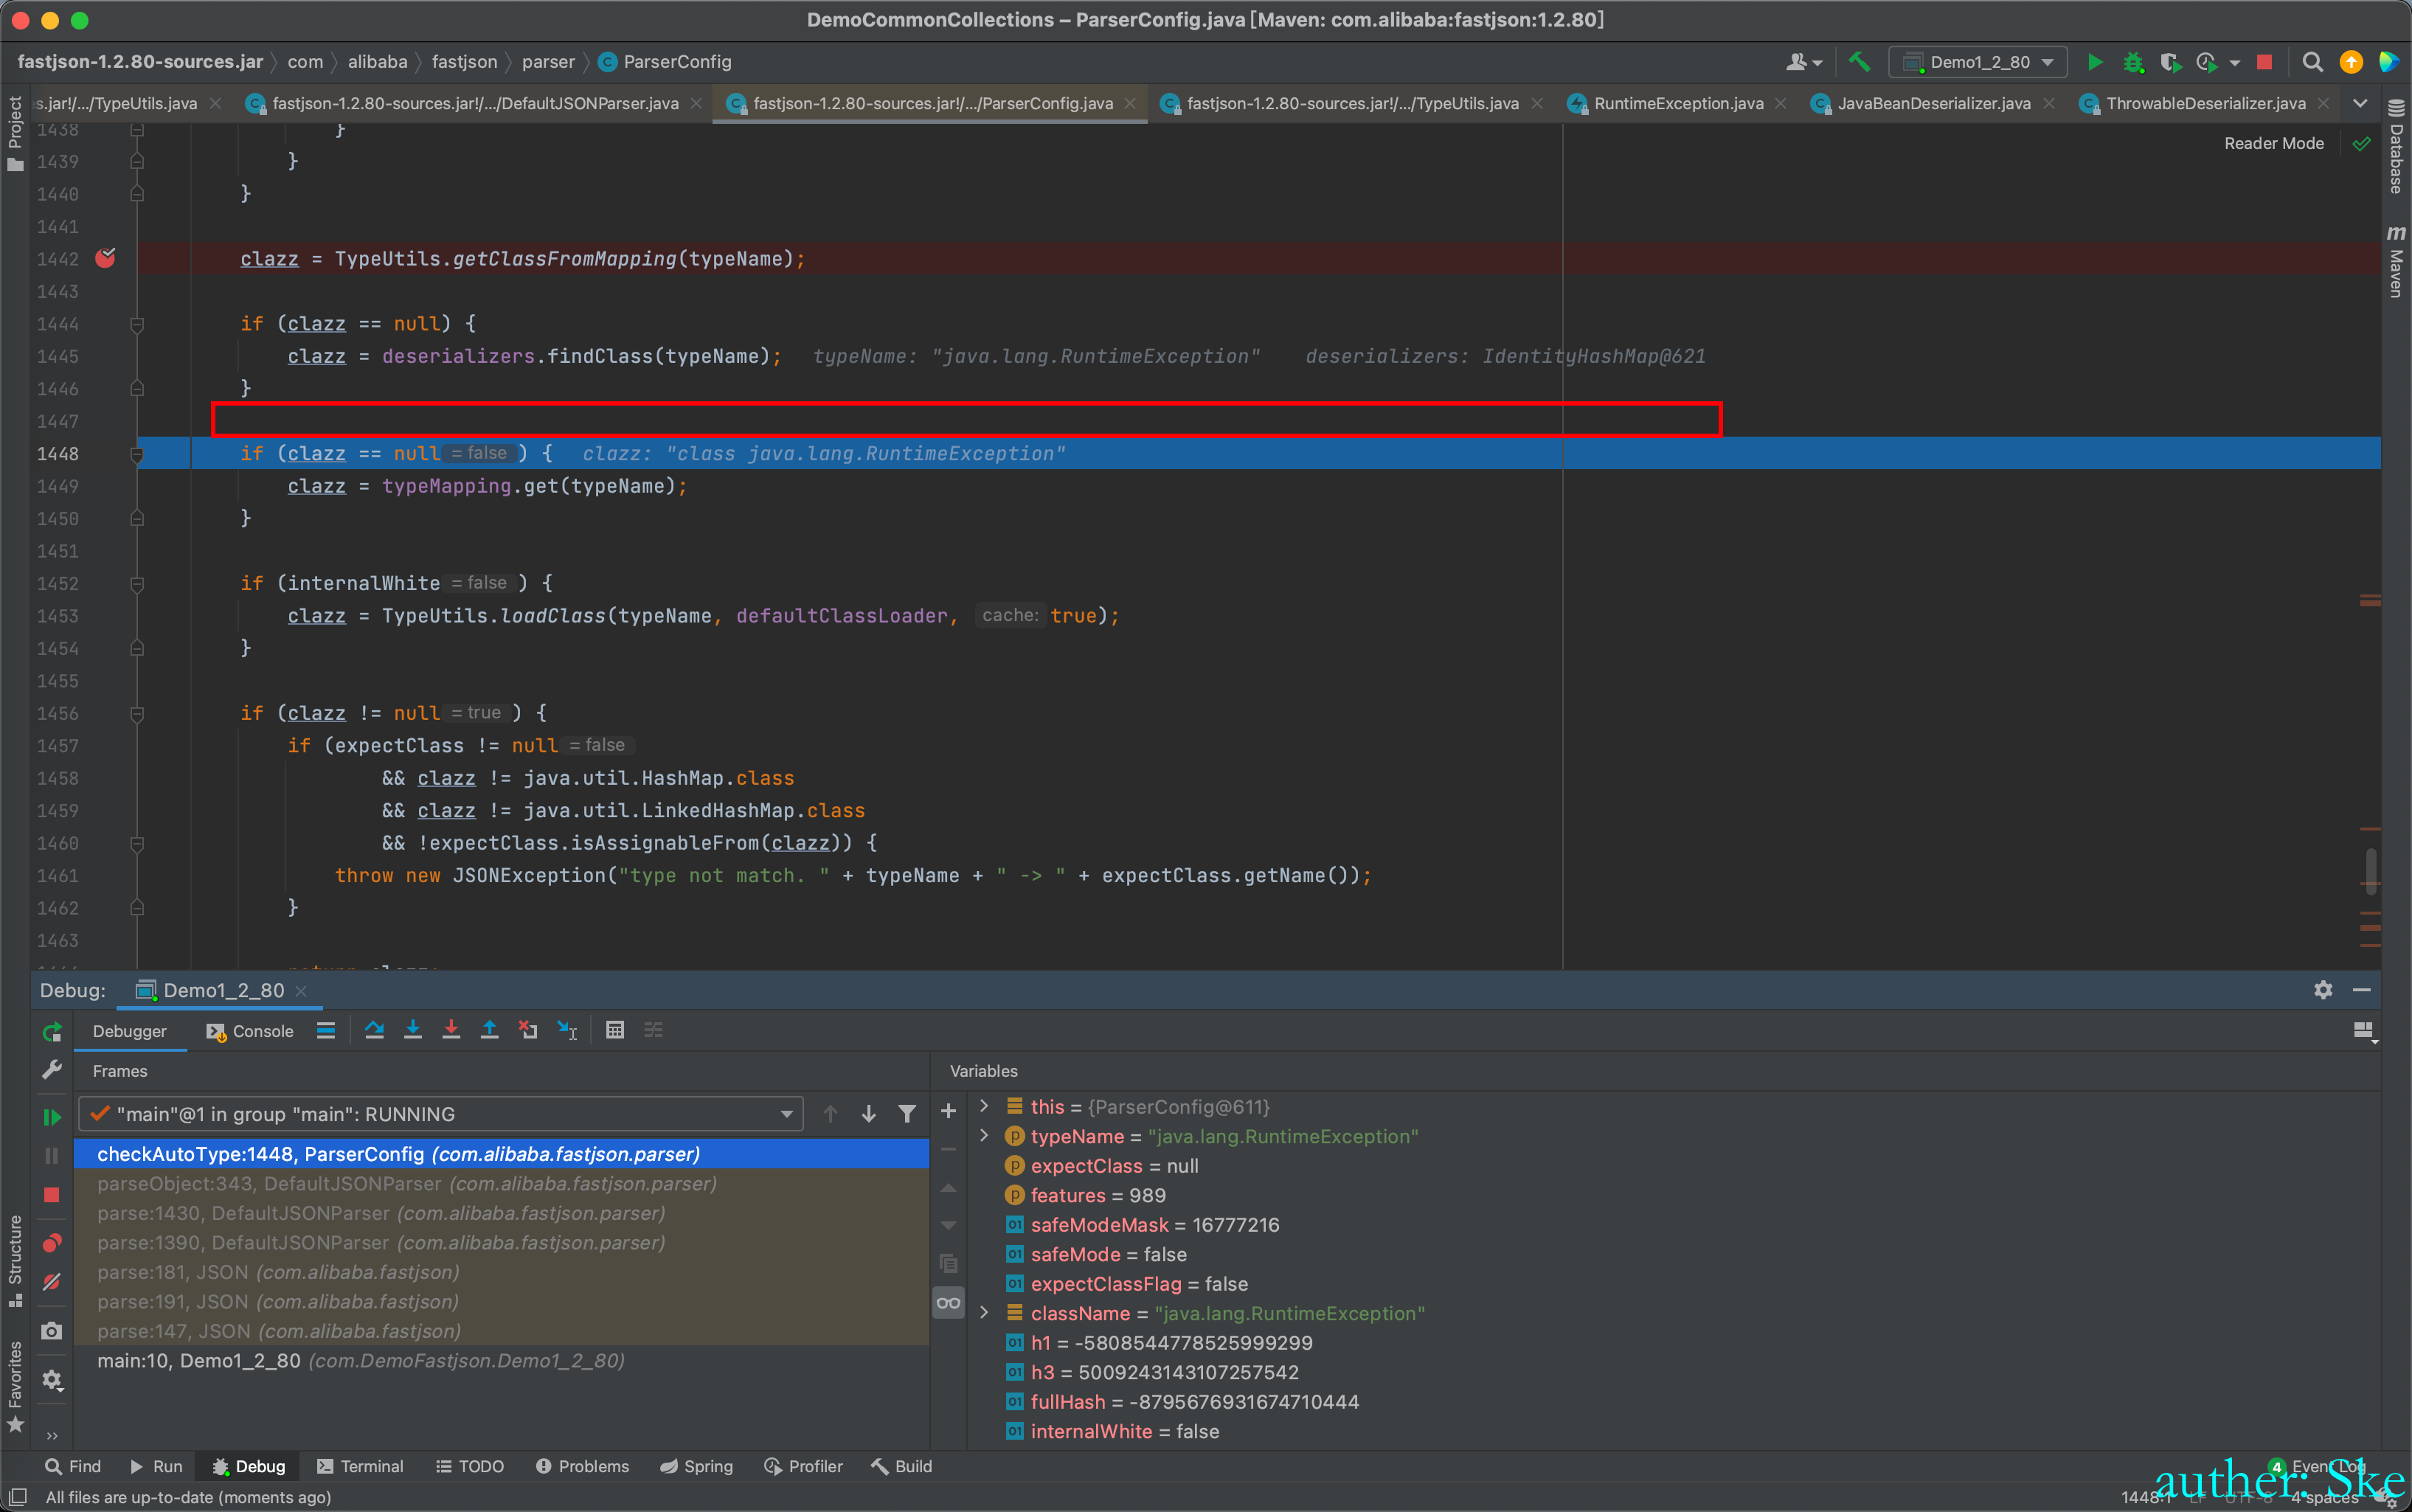 DemoCommonCollections – ParserConfig.java [Maven: com.alibaba:fastjson:1.2.80]
fastjson-1.2.80-sources.jar com alibaba fastjson parser ParserConfig Demo1_2_80
s.jar!/.../TypeUtils.java fastjson-1.2.80-sources.jar!/.../DefaultJSONParser.java fastjson-1.2.80-sources.jar!/.../ParserConfig.java fastjson-1.2.80-sources.jar!/.../TypeUtils.java RuntimeException.java JavaBeanDeserializer.java ThrowableDeserializer.java
Project
Database
Maven
Reader Mode
1438 }
1439 }
1440 }
1441
1442 clazz = TypeUtils.getClassFromMapping(typeName);
1443
1444 if (clazz == null) {
1445 clazz = deserializers.findClass(typeName); typeName: "java.lang.RuntimeException" deserializers: IdentityHashMap@621
1446 }
1447
1448 if (clazz == null = false ) { clazz: "class java.lang.RuntimeException"
1449 clazz = typeMapping.get(typeName);
1450 }
1451
1452 if (internalWhite = false ) {
1453 clazz = TypeUtils.loadClass(typeName, defaultClassLoader, cache: true);
1454 }
1455
1456 if (clazz != null = true ) {
1457 if (expectClass != null = false
1458 && clazz != java.util.HashMap.class
1459 && clazz != java.util.LinkedHashMap.class
1460 && !expectClass.isAssignableFrom(clazz)) {
1461 throw new JSONException("type not match. " + typeName + " -> " + expectClass.getName());
1462 }
1463
Debug: Demo1_2_80
Debugger Console
Frames
"main"@1 in group "main": RUNNING
checkAutoType:1448, ParserConfig (com.alibaba.fastjson.parser)
parseObject:343, DefaultJSONParser (com.alibaba.fastjson.parser)
parse:1430, DefaultJSONParser (com.alibaba.fastjson.parser)
parse:1390, DefaultJSONParser (com.alibaba.fastjson.parser)
parse:181, JSON (com.alibaba.fastjson)
parse:191, JSON (com.alibaba.fastjson)
parse:147, JSON (com.alibaba.fastjson)
main:10, Demo1_2_80 (com.DemoFastjson.Demo1_2_80)
Variables
this = {ParserConfig@611}
typeName = "java.lang.RuntimeException"
expectClass = null
features = 989
safeModeMask = 16777216
safeMode = false
expectClassFlag = false
className = "java.lang.RuntimeException"
h1 = -5808544778525999299
h3 = 5009243143107257542
fullHash = -8795676931674710444
internalWhite = false
Structure
Favorites
Find Run Debug Terminal TODO Problems Spring Profiler Build 4 Event Log
All files are up-to-date (moments ago) 1448:1 LF UTF-8 4 spaces
auther: Ske